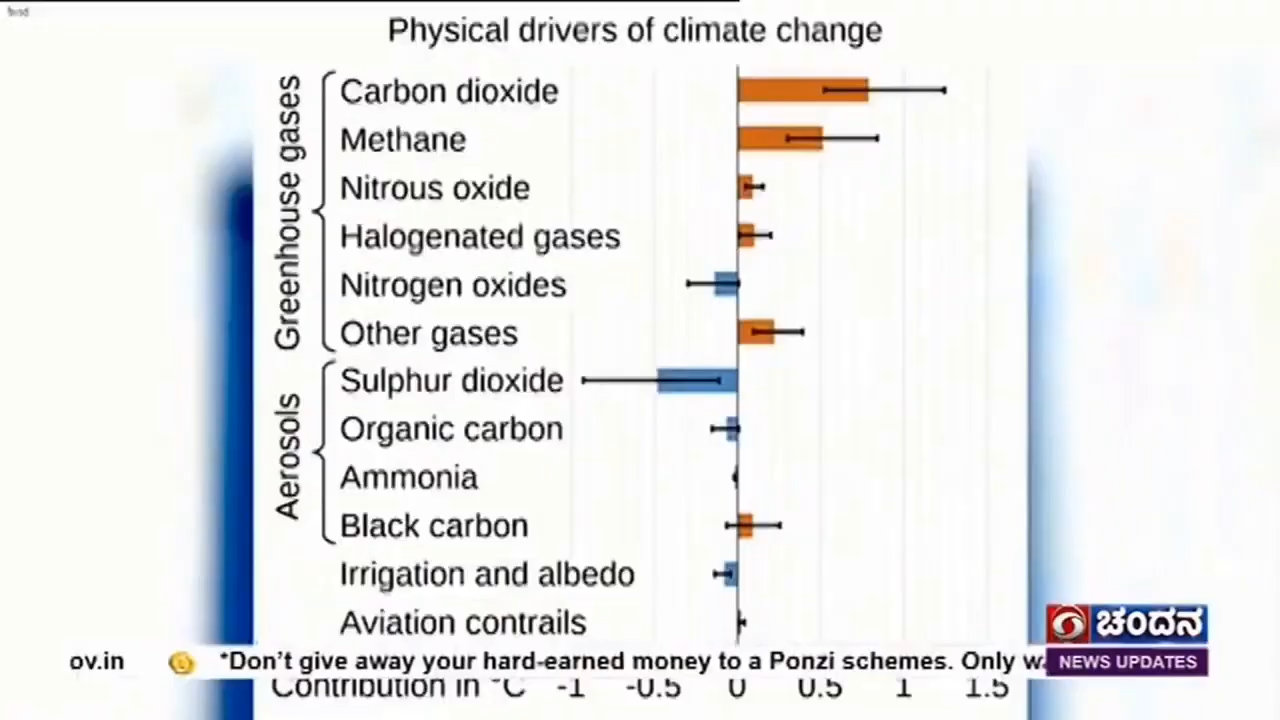 Physical drivers of climate change
Greenhouse gases
Carbon dioxide
Methane
Nitrous oxide
Halogenated gases
Nitrogen oxides
Other gases
Aerosols
Sulphur dioxide
Organic carbon
Ammonia
Black carbon
Irrigation and albedo
Aviation contrails
ಚಂದನ
NEWS UPDATES
ov.in *Don't give away your hard-earned money to a Ponzi schemes. Only
Contribution in °C -1 -0.5 0 0.5 1 1.5